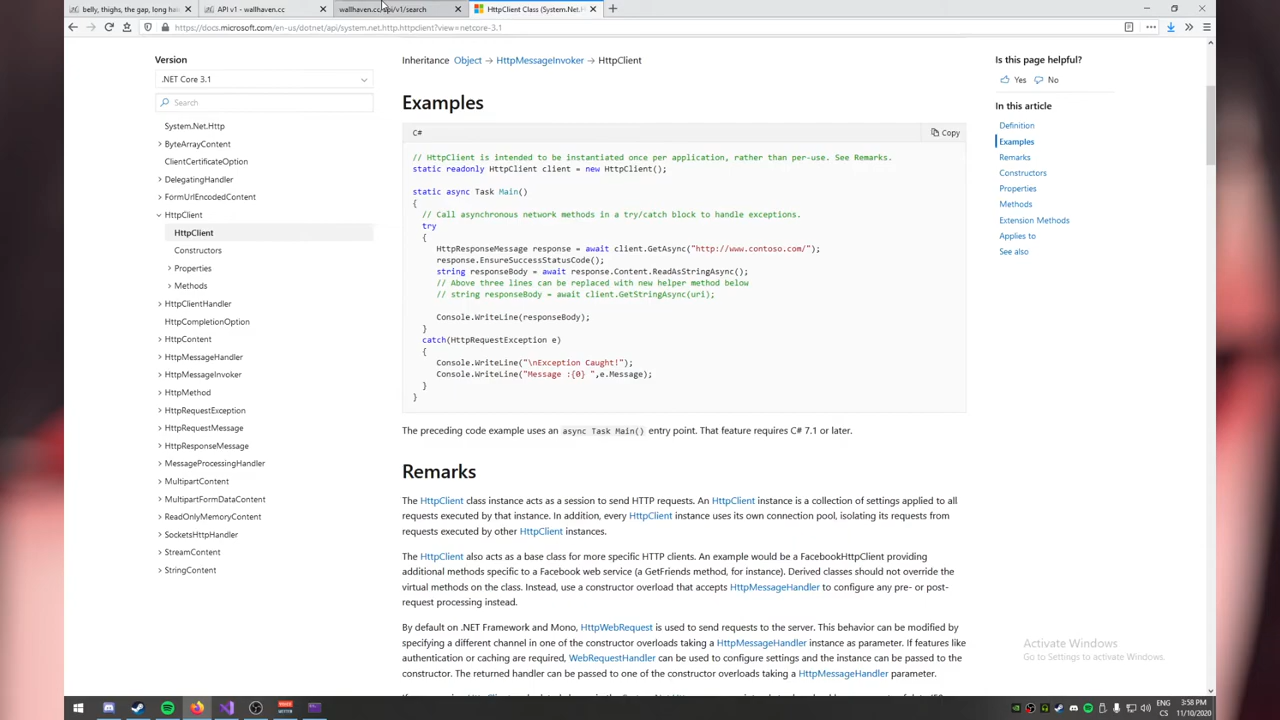 belly, thighs, the gap, long hai
API v1 - wallhaven.cc
wallhaven.cc/api/v1/search
HttpClient Class (System.Net.H
https://docs.microsoft.com/en-us/dotnet/api/system.net.http.httpclient?view=netcore-3.1
Version
.NET Core 3.1
Search
System.Net.Http
ByteArrayContent
ClientCertificateOption
DelegatingHandler
FormUrlEncodedContent
HttpClient
HttpClient
Constructors
Properties
Methods
HttpClientHandler
HttpCompletionOption
HttpContent
HttpMessageHandler
HttpMessageInvoker
HttpMethod
HttpRequestException
HttpRequestMessage
HttpResponseMessage
MessageProcessingHandler
MultipartContent
MultipartFormDataContent
ReadOnlyMemoryContent
SocketsHttpHandler
StreamContent
StringContent
Inheritance Object → HttpMessageInvoker → HttpClient
Examples
C#
Copy
// HttpClient is intended to be instantiated once per application, rather than per-use. See Remarks.
static readonly HttpClient client = new HttpClient();
static async Task Main()
{
// Call asynchronous network methods in a try/catch block to handle exceptions.
try
{
HttpResponseMessage response = await client.GetAsync("http://www.contoso.com/");
response.EnsureSuccessStatusCode();
string responseBody = await response.Content.ReadAsStringAsync();
// Above three lines can be replaced with new helper method below
// string responseBody = await client.GetStringAsync(uri);
Console.WriteLine(responseBody);
}
catch(HttpRequestException e)
{
Console.WriteLine("\nException Caught!");
Console.WriteLine("Message :{0} ",e.Message);
}
}
The preceding code example uses an async Task Main() entry point. That feature requires C# 7.1 or later.
Remarks
The HttpClient class instance acts as a session to send HTTP requests. An HttpClient instance is a collection of settings applied to all
requests executed by that instance. In addition, every HttpClient instance uses its own connection pool, isolating its requests from
requests executed by other HttpClient instances.
The HttpClient also acts as a base class for more specific HTTP clients. An example would be a FacebookHttpClient providing
additional methods specific to a Facebook web service (a GetFriends method, for instance). Derived classes should not override the
virtual methods on the class. Instead, use a constructor overload that accepts HttpMessageHandler to configure any pre- or post-
request processing instead.
By default on .NET Framework and Mono, HttpWebRequest is used to send requests to the server. This behavior can be modified by
specifying a different channel in one of the constructor overloads taking a HttpMessageHandler instance as parameter. If features like
authentication or caching are required, WebRequestHandler can be used to configure settings and the instance can be passed to the
constructor. The returned handler can be passed to one of the constructor overloads taking a HttpMessageHandler parameter.
Is this page helpful?
Yes
No
In this article
Definition
Examples
Remarks
Constructors
Properties
Methods
Extension Methods
Applies to
See also
Activate Windows
Go to Settings to activate Windows.
ENG
CS
3:58 PM
11/10/2020